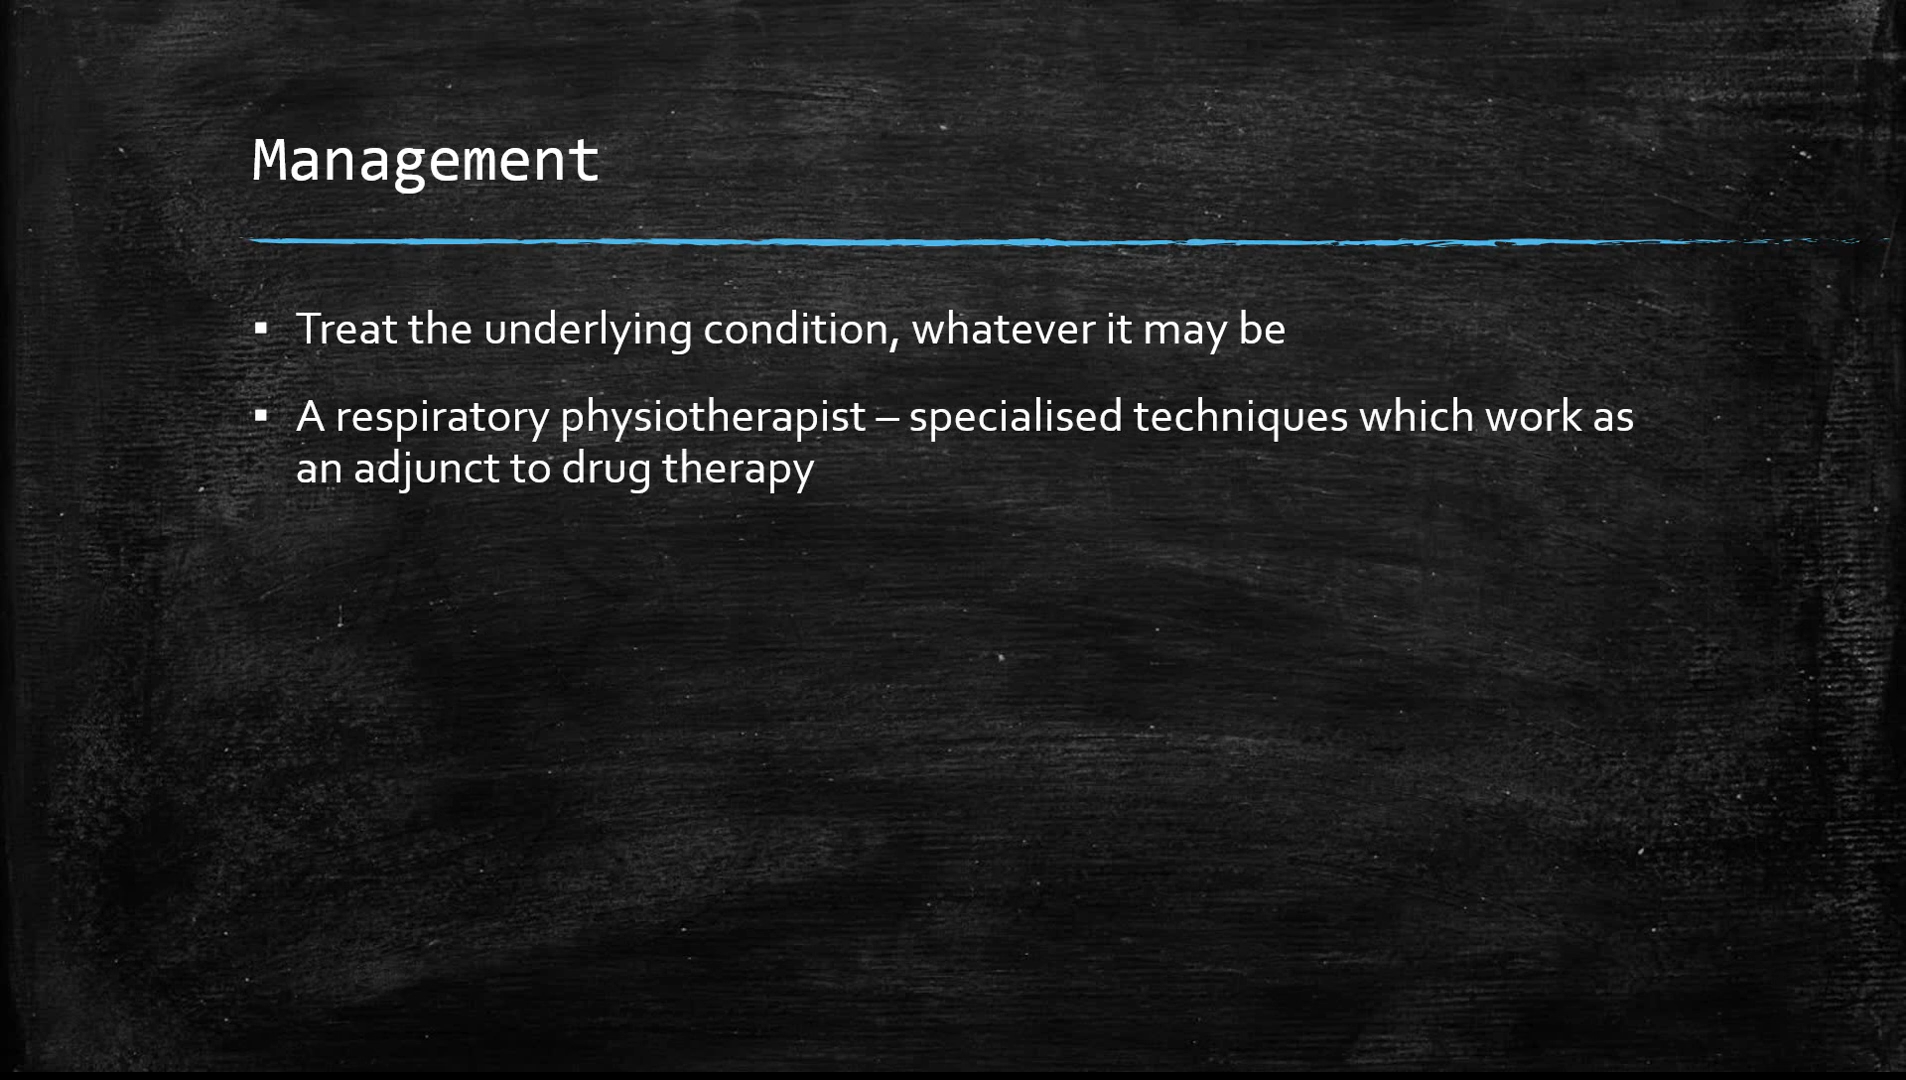 Management
▪ Treat the underlying condition, whatever it may be
▪ A respiratory physiotherapist – specialised techniques which work as
an adjunct to drug therapy